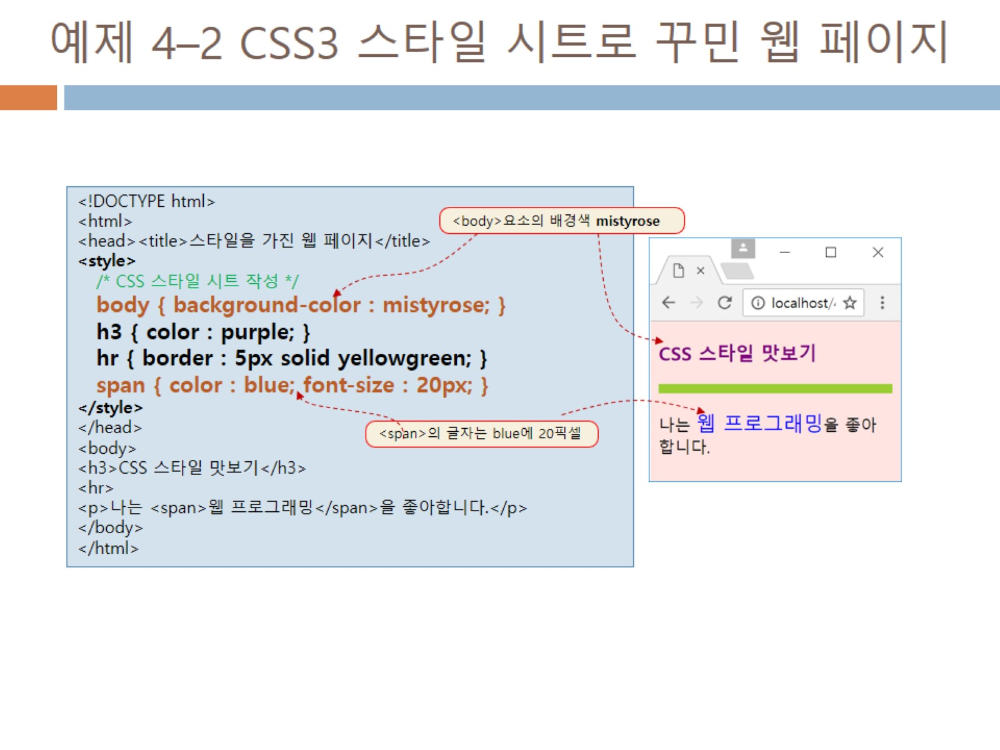 예제 4–2 CSS3 스타일 시트로 꾸민 웹 페이지
<!DOCTYPE html>
<html>
<head><title>스타일을 가진 웹 페이지</title>
<style>
/* CSS 스타일 시트 작성 */
body { background-color : mistyrose; }
h3 { color : purple; }
hr { border : 5px solid yellowgreen; }
span { color : blue; font-size : 20px; }
</style>
</head>
<body>
<h3>CSS 스타일 맛보기</h3>
<hr>
<p>나는 <span>웹 프로그래밍</span>을 좋아합니다.</p>
</body>
</html>
<body>요소의 배경색 mistyrose
<span>의 글자는 blue에 20픽셀
localhost/
CSS 스타일 맛보기
나는 웹 프로그래밍을 좋아
합니다.